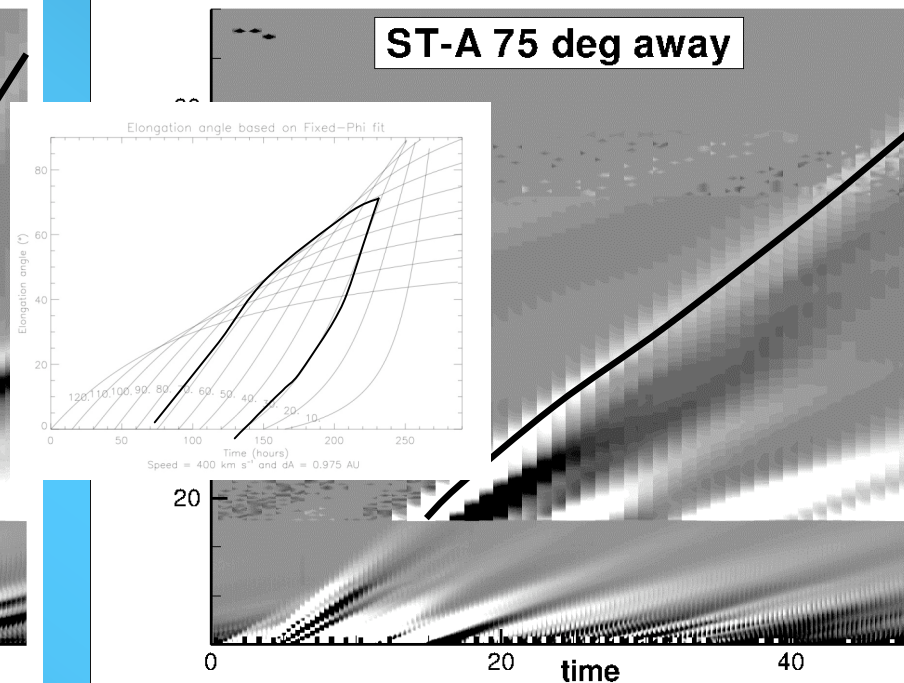 ST-A 75 deg away
Elongation angle based on Fixed-Phi fit
80
60
40
20
0
Elongation angle (°)
120. 110. 100. 90. 80. 70. 60. 50. 40. 20. 10.
0 50 100 150 200 250
Time (hours)
Speed = 400 km s⁻¹ and dA = 0.975 AU
20
0 20 40
time